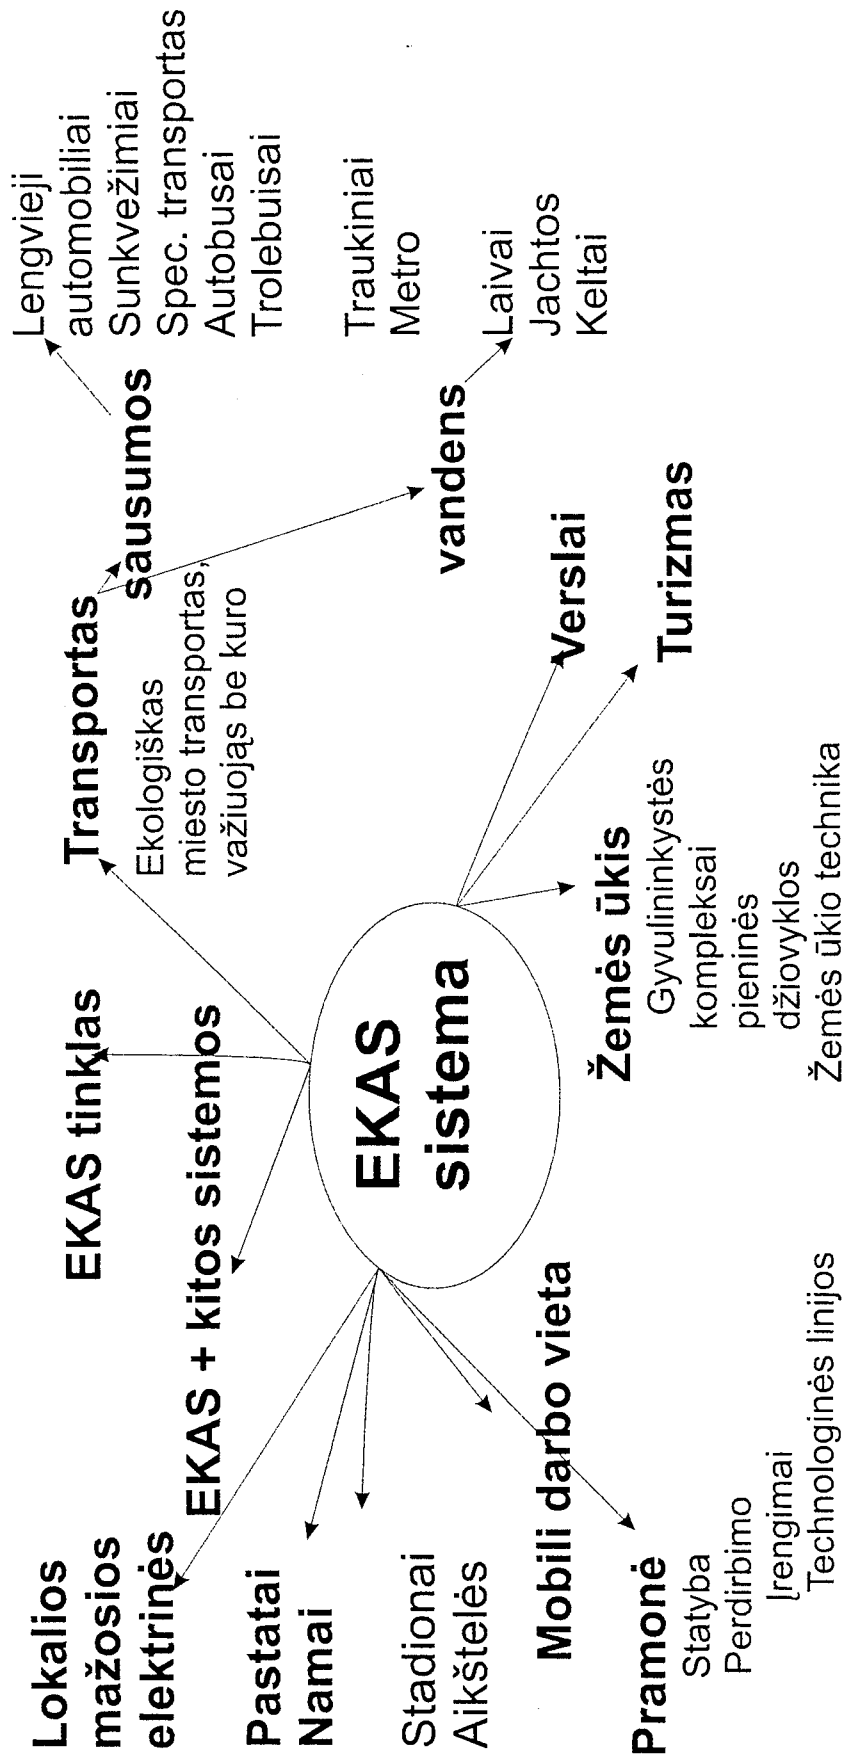 Lokalios
mažosios
elektrinės
EKAS tinklas
EKAS + kitos sistemos
Transportas
Ekologiškas
miesto transportas,
važiuojąs be kuro
sausumos
Lengvieji
automobiliai
Sunkvežimiai
Spec. transportas
Autobusai
Trolebuisai
Traukiniai
Metro
vandens
Laivai
Jachtos
Keltai
Pastatai
Namai
Stadionai
Aikštelės
EKAS
sistema
Mobili darbo vieta
Pramonė
Statyba
Perdirbimo
Įrengimai
Technologinės linijos
Žemės ūkis
Gyvulininkystės
kompleksai
pieninės
džiovyklos
Žemės ūkio technika
Verslai
Turizmas